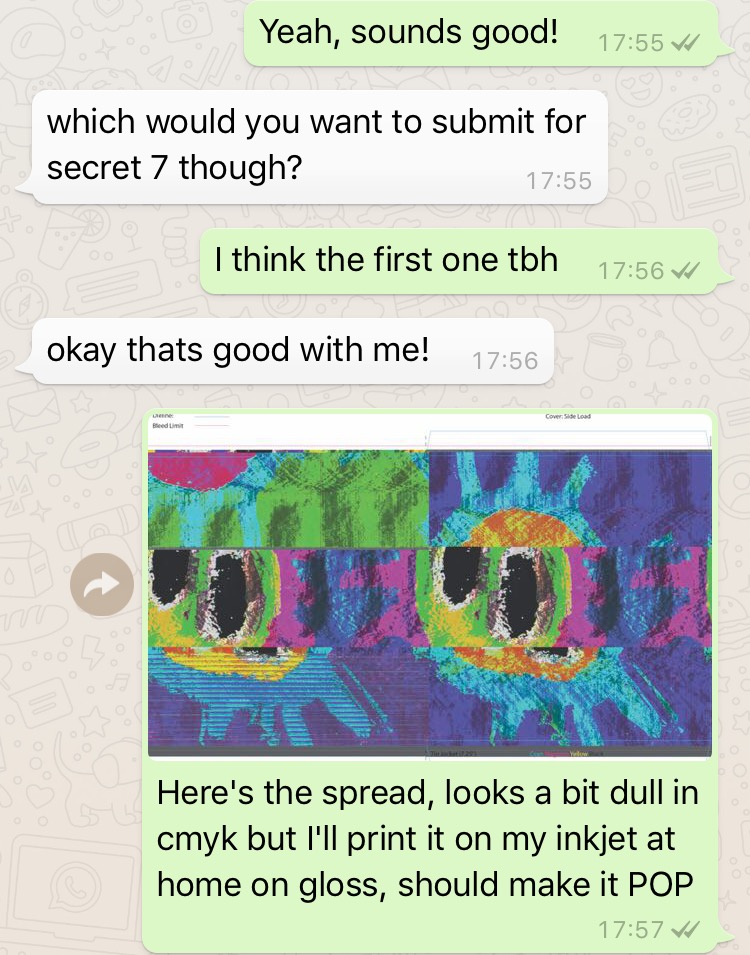 Yeah, sounds good!
17:55
which would you want to submit for
secret 7 though?
17:55
I think the first one tbh
17:56
okay thats good with me!
17:56
Dieline:
Bleed Limit
Cover: Side Load
Tin Jacket (7.25")
Cyan Magenta Yellow Black
Here's the spread, looks a bit dull in
cmyk but I'll print it on my inkjet at
home on gloss, should make it POP
17:57